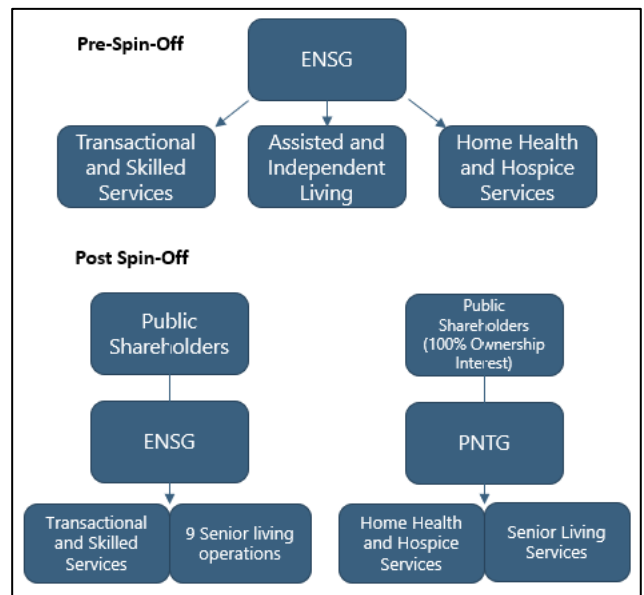 Pre-Spin-Off
ENSG
Transactional
and Skilled
Services
Assisted and
Independent
Living
Home Health
and Hospice
Services
Post Spin-Off
Public
Shareholders
ENSG
Transactional
and Skilled
Services
9 Senior living
operations
Public
Shareholders
(100% Ownership
Interest)
PNTG
Home Health
and Hospice
Services
Senior Living
Services